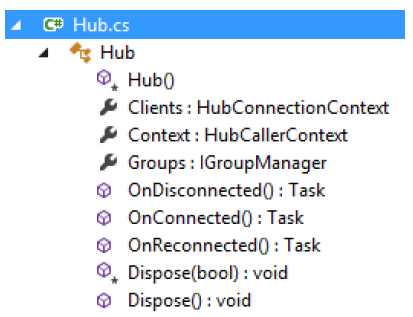 C# Hub.cs
Hub
Hub()
Clients : HubConnectionContext
Context : HubCallerContext
Groups : IGroupManager
OnDisconnected() : Task
OnConnected() : Task
OnReconnected() : Task
Dispose(bool) : void
Dispose() : void